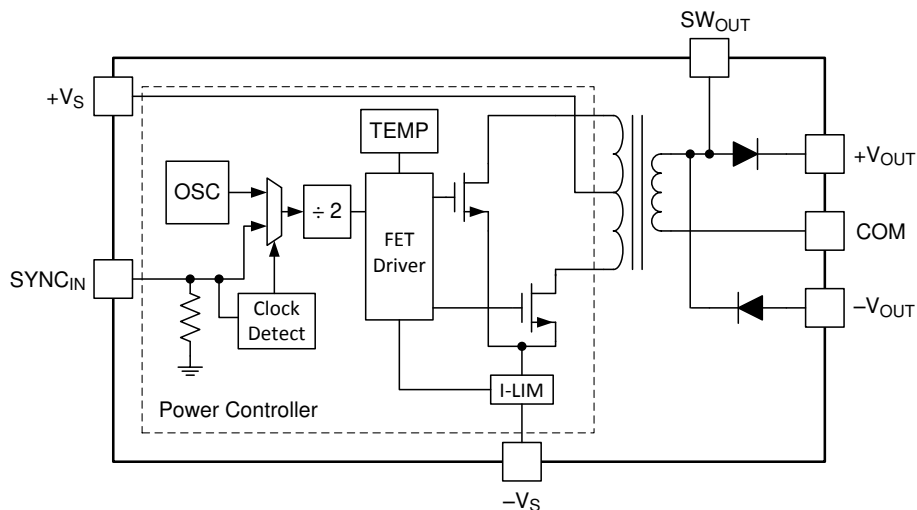 SW_OUT
+V_S
TEMP
OSC
÷ 2
FET
Driver
+V_OUT
COM
SYNC_IN
Clock
Detect
–V_OUT
I-LIM
Power Controller
–V_S